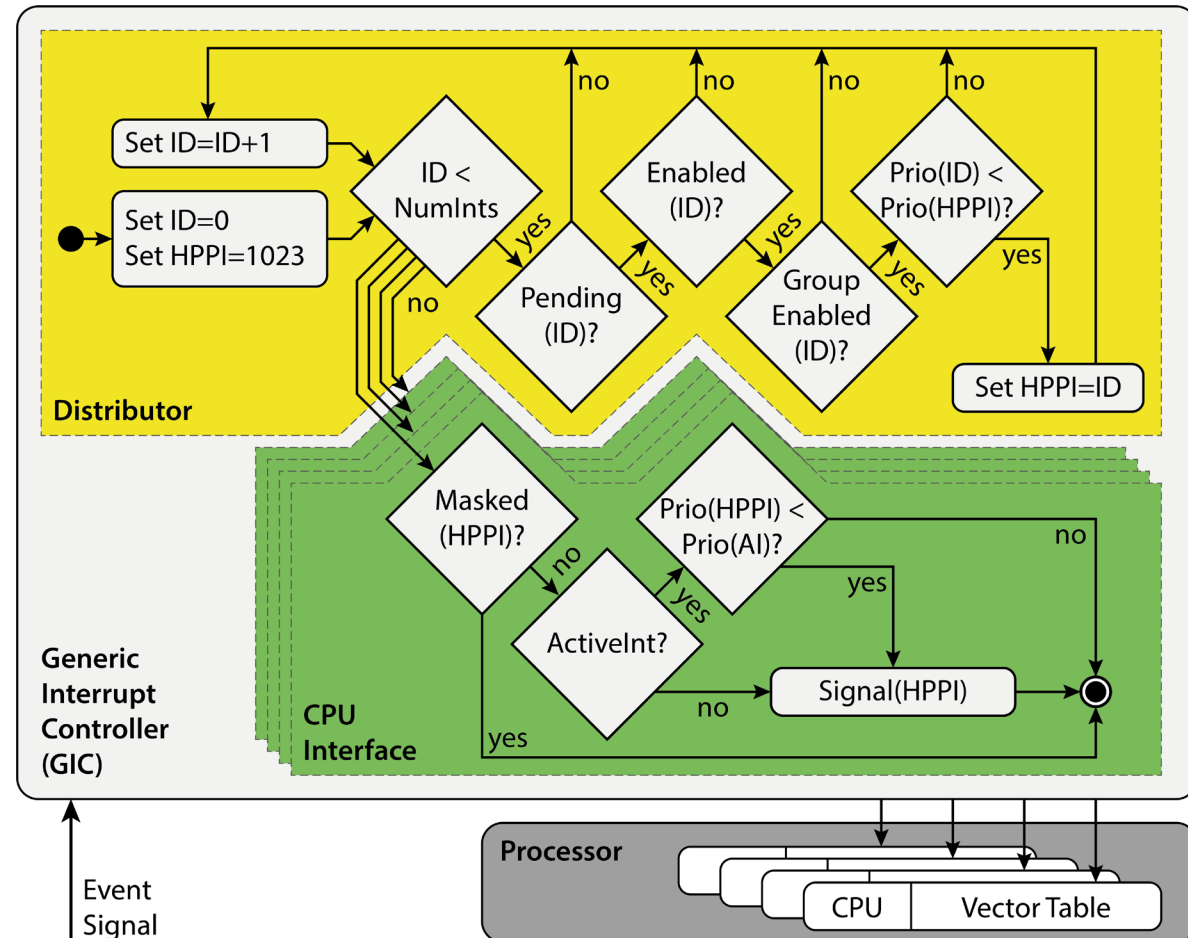 no
no
no
no
Set ID=ID+1
ID <
NumInts
Enabled
(ID)?
Prio(ID) <
Prio(HPPI)?
Set ID=0
Set HPPI=1023
yes
yes
yes
yes
yes
no
Pending
(ID)?
Group
Enabled
(ID)?
Set HPPI=ID
Distributor
Masked
(HPPI)?
Prio(HPPI) <
Prio(AI)?
no
no
yes
yes
ActiveInt?
Signal(HPPI)
no
yes
Generic
Interrupt
Controller
(GIC)
CPU
Interface
Processor
Event
Signal
CPU
Vector Table